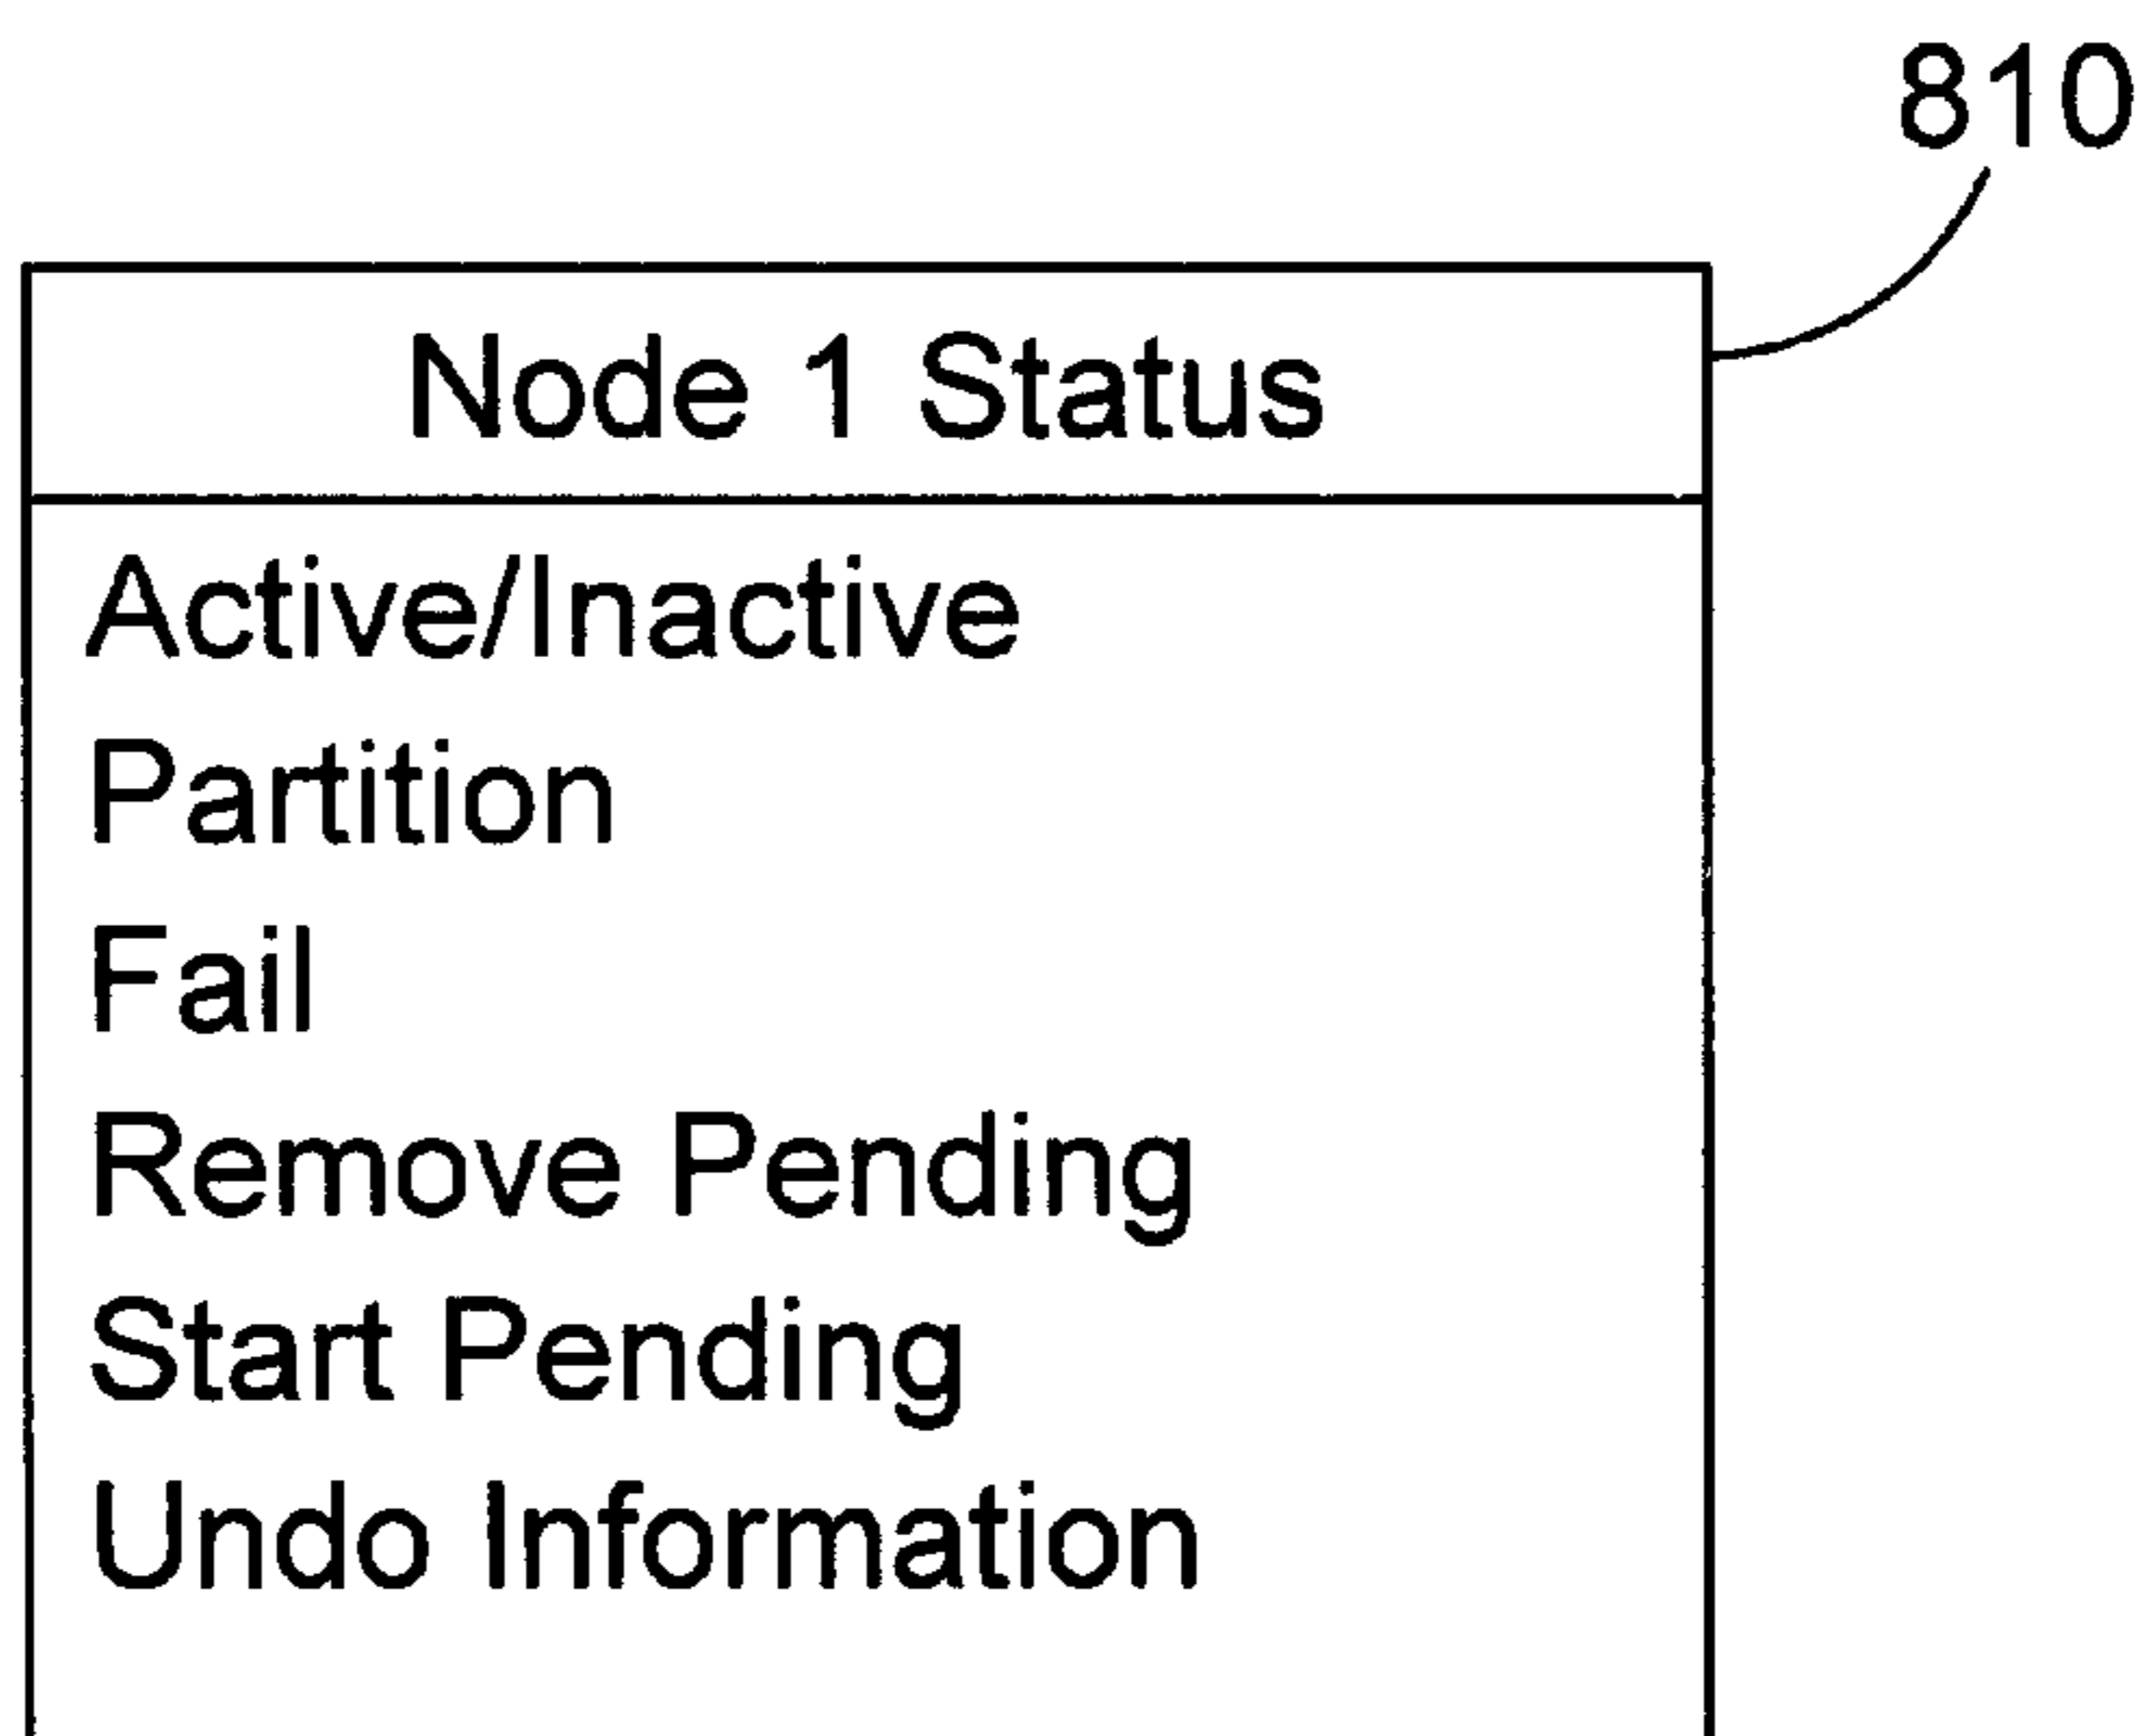 810
Node 1 Status
Active/Inactive
Partition
Fail
Remove Pending
Start Pending
Undo Information